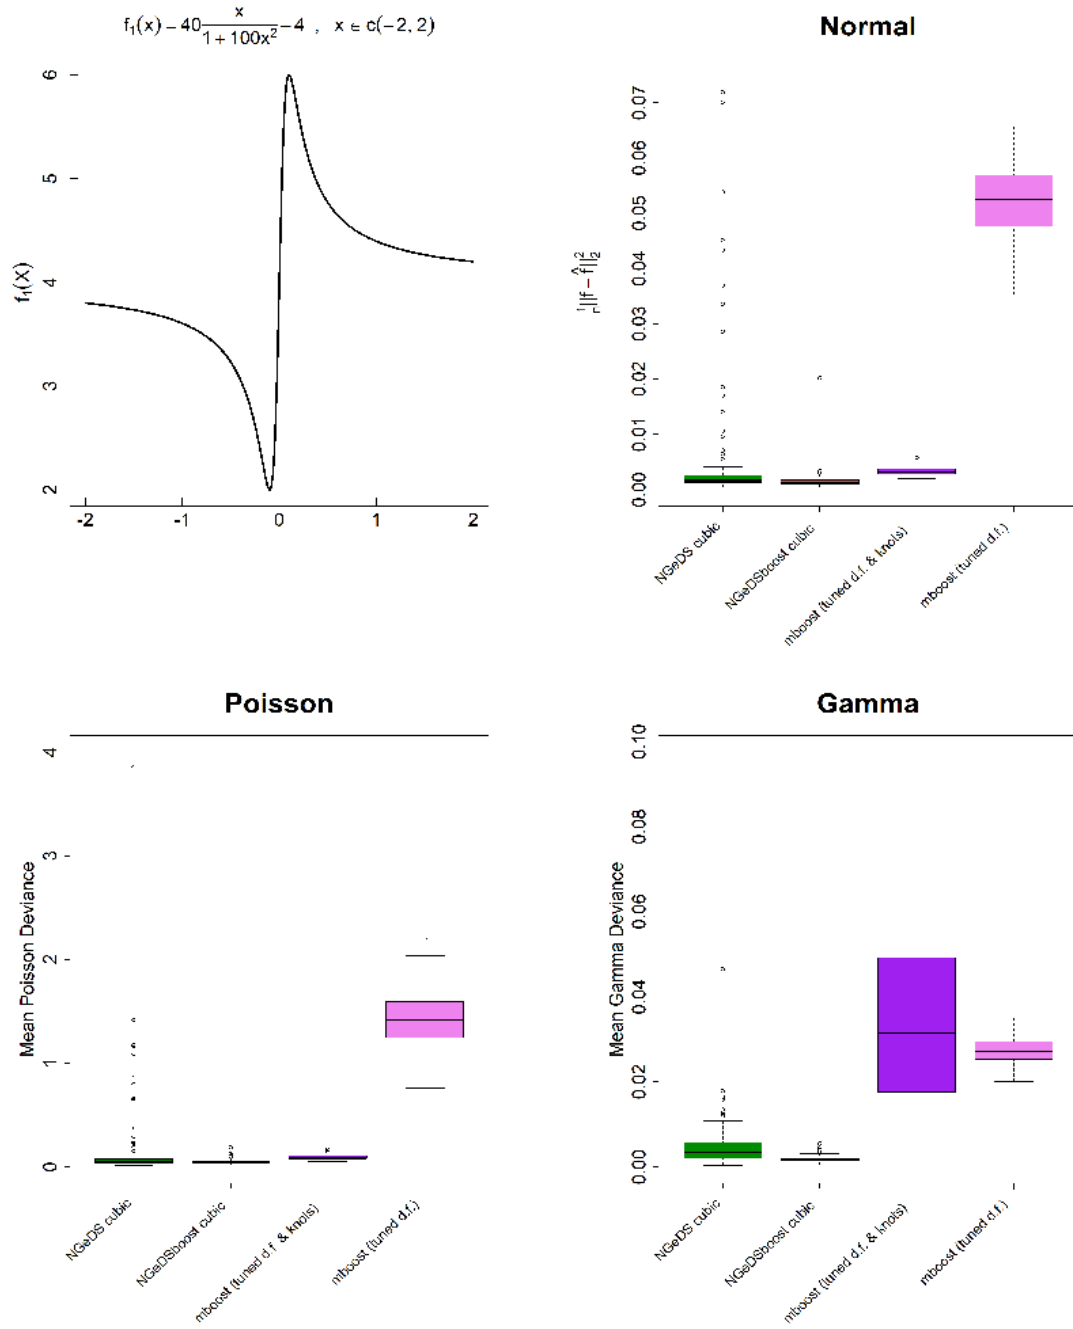 f₁(x) – 40 x / 1 + 100x² – 4 , x ∈ c(−2, 2)
6
5
4
3
2
f₁(x)
-2 -1 0 1 2
Normal
0.07
0.06
0.05
0.04
0.03
0.02
0.01
0.00
1/n ||f − f̂||²₂
NGeDS cubic
NGeDSboost cubic
mboost (tuned d.f. & knots)
mboost (tuned d.f.)
Poisson
4
3
2
1
0
Mean Poisson Deviance
NGeDS cubic
NGeDSboost cubic
mboost (tuned d.f. & knots)
mboost (tuned d.f.)
Gamma
0.10
0.08
0.06
0.04
0.02
0.00
Mean Gamma Deviance
NGeDS cubic
NGeDSboost cubic
mboost (tuned d.f. & knots)
mboost (tuned d.f.)